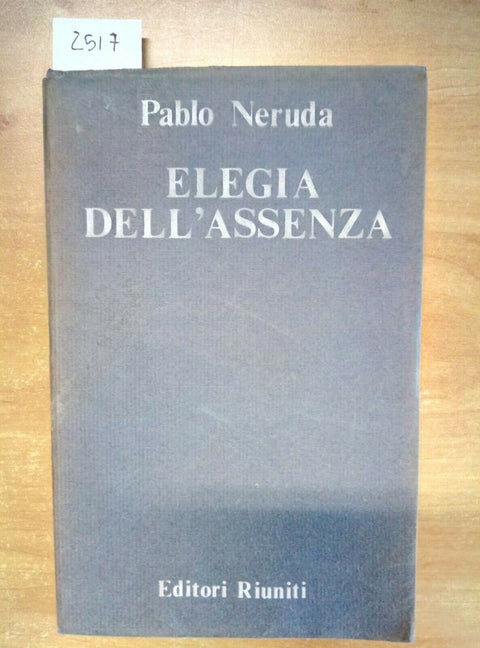 2517
Pablo Neruda
ELEGIA
DELL'ASSENZA
Editori Riuniti